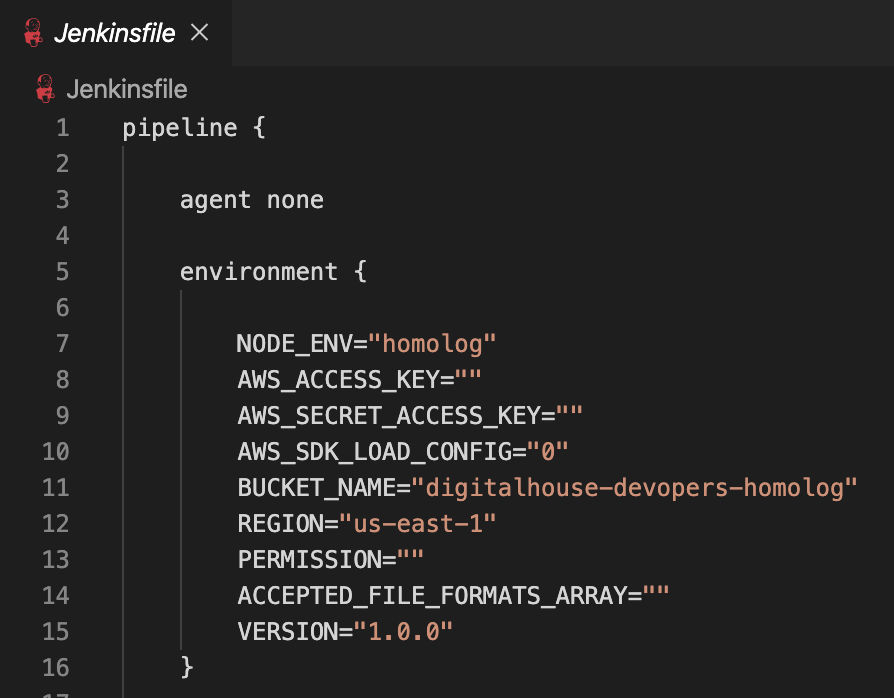 Jenkinsfile
Jenkinsfile
1 pipeline {
2
3 agent none
4
5 environment {
6
7 NODE_ENV="homolog"
8 AWS_ACCESS_KEY=""
9 AWS_SECRET_ACCESS_KEY=""
10 AWS_SDK_LOAD_CONFIG="0"
11 BUCKET_NAME="digitalhouse-devopers-homolog"
12 REGION="us-east-1"
13 PERMISSION=""
14 ACCEPTED_FILE_FORMATS_ARRAY=""
15 VERSION="1.0.0"
16 }
17